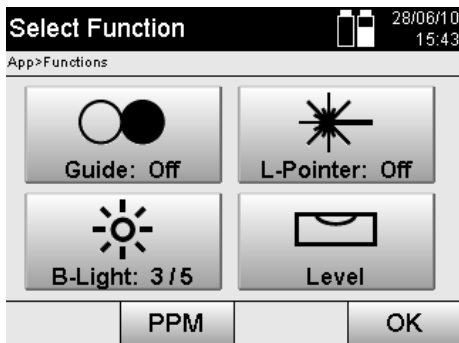 Select Function
28/06/10
15:43
App>Functions
Guide: Off
L-Pointer: Off
B-Light: 3/5
Level
PPM
OK